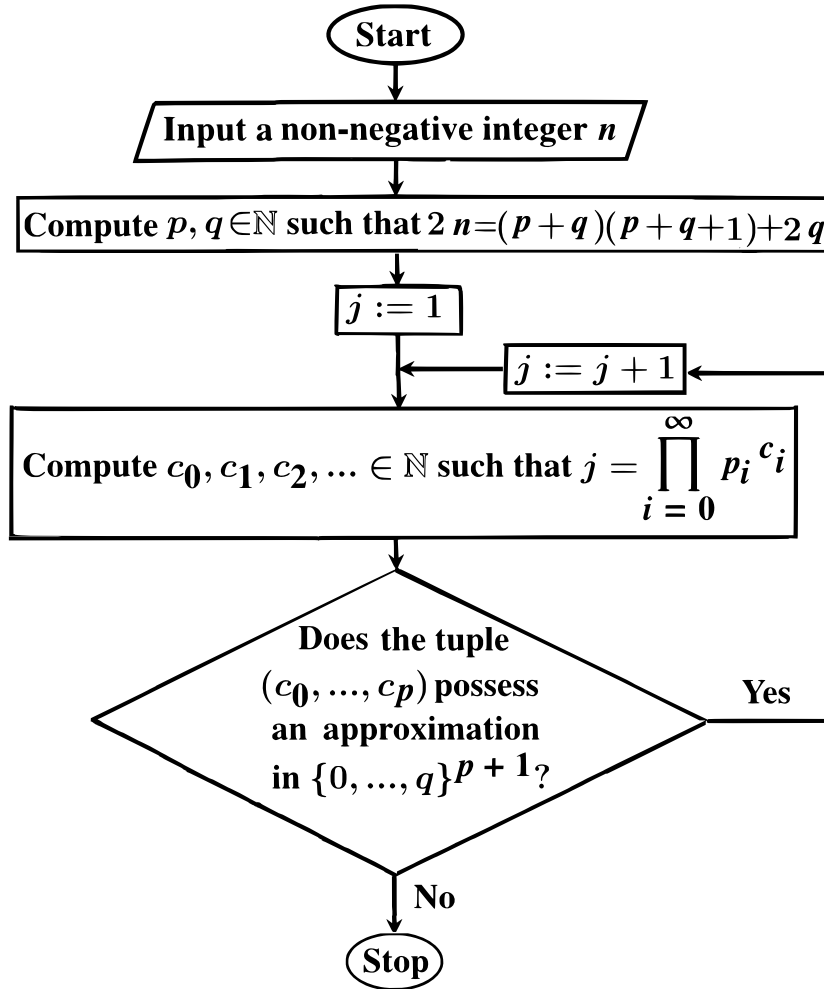 Start
Input a non-negative integer n
Compute p, q ∈ ℕ such that 2 n=(p+q)(p+q+1)+2 q
j := 1
j := j + 1
Compute c₀, c₁, c₂, ... ∈ ℕ such that j = ∏_{i = 0}^{∞} p_i^{c_i}
Does the tuple
(c₀, ..., c_p) possess
an approximation
in {0, ..., q}^{p + 1}?
Yes
No
Stop